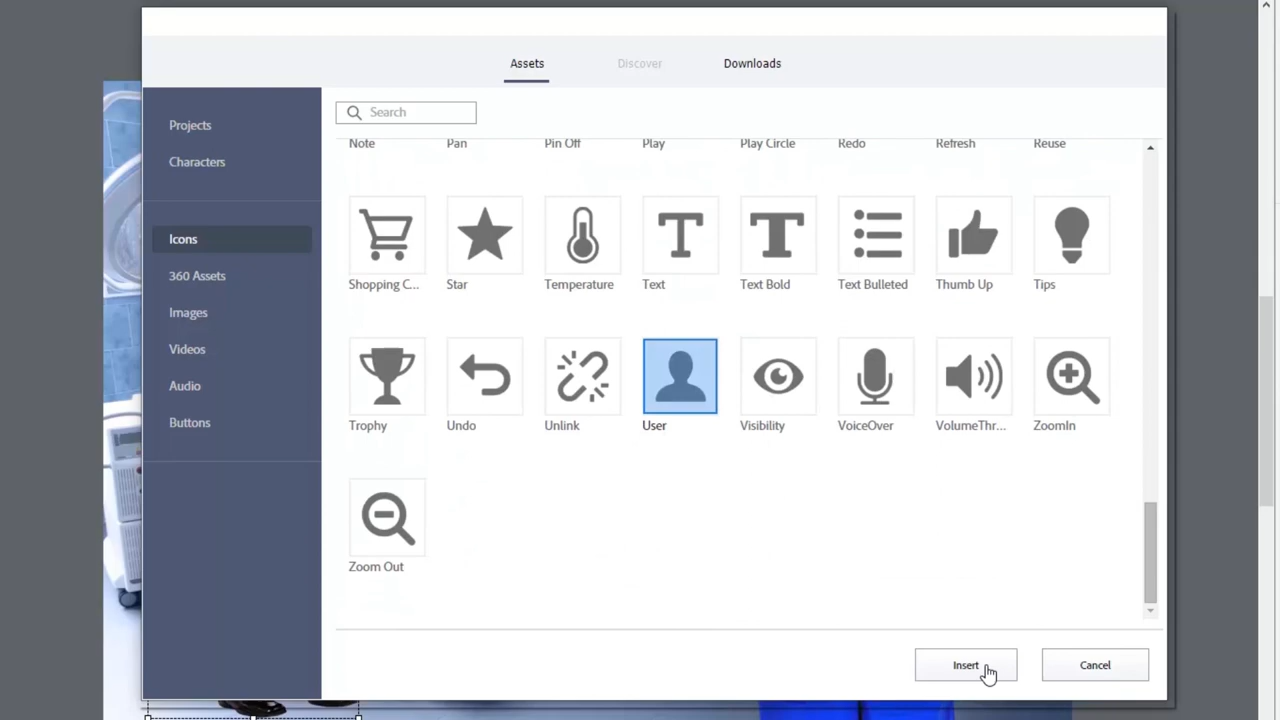 Assets
Discover
Downloads
Projects
Characters
Icons
360 Assets
Images
Videos
Audio
Buttons
Search
Note
Pan
Pin Off
Play
Play Circle
Redo
Refresh
Reuse
Shopping C...
Star
Temperature
Text
Text Bold
Text Bulleted
Thumb Up
Tips
Trophy
Undo
Unlink
User
Visibility
VoiceOver
VolumeThr...
ZoomIn
Zoom Out
Insert
Cancel